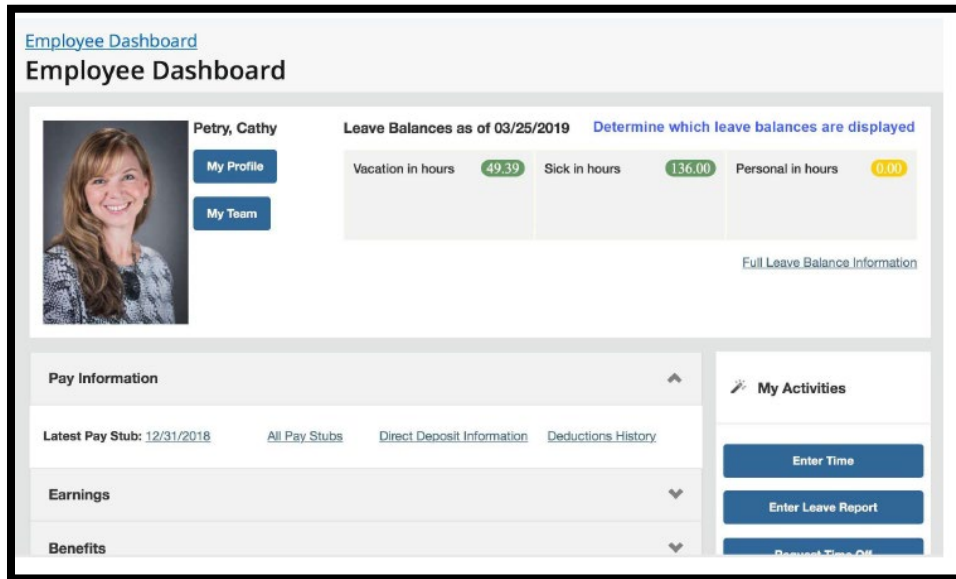 Employee Dashboard
Employee Dashboard
Petry, Cathy
My Profile
My Team
Leave Balances as of 03/25/2019 Determine which leave balances are displayed
Vacation in hours 49.39 Sick in hours 136.00 Personal in hours 0.00
Full Leave Balance Information
Pay Information
Latest Pay Stub: 12/31/2018 All Pay Stubs Direct Deposit Information Deductions History
Earnings
Benefits
My Activities
Enter Time
Enter Leave Report
Request Time Off